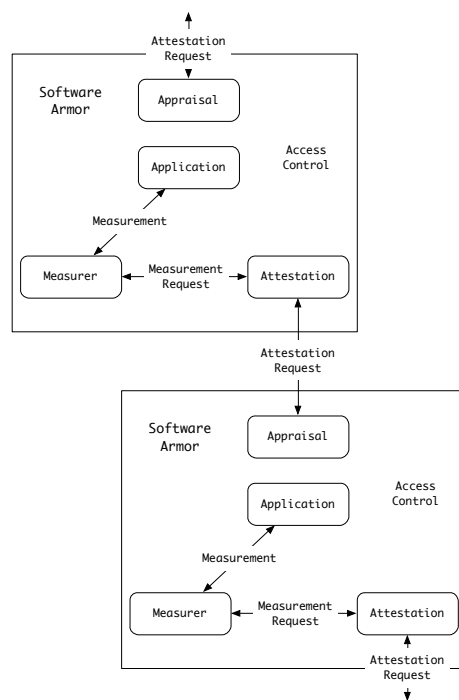 Attestation
Request
Software
Armor
Appraisal
Access
Control
Application
Measurement
Measurer
Measurement
Request
Attestation
Attestation
Request
Software
Armor
Appraisal
Access
Control
Application
Measurement
Measurer
Measurement
Request
Attestation
Attestation
Request